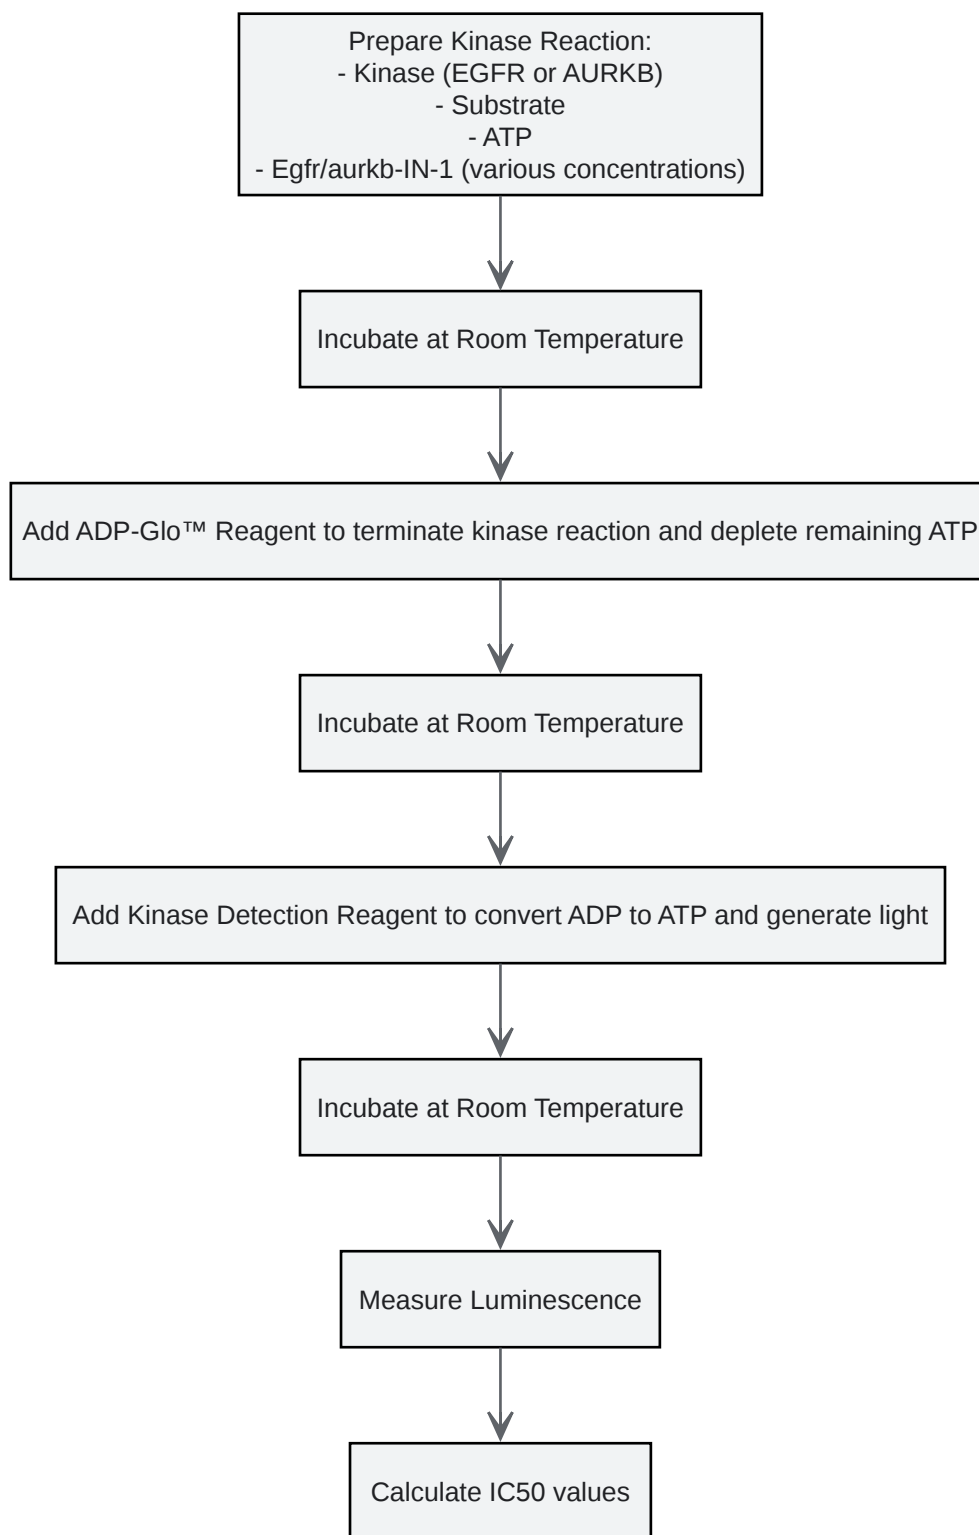 Prepare Kinase Reaction:
- Kinase (EGFR or AURKB)
- Substrate
- ATP
- Egfr/aurkb-IN-1 (various concentrations)
Incubate at Room Temperature
Add ADP-Glo™ Reagent to terminate kinase reaction and deplete remaining ATP
Incubate at Room Temperature
Add Kinase Detection Reagent to convert ADP to ATP and generate light
Incubate at Room Temperature
Measure Luminescence
Calculate IC50 values